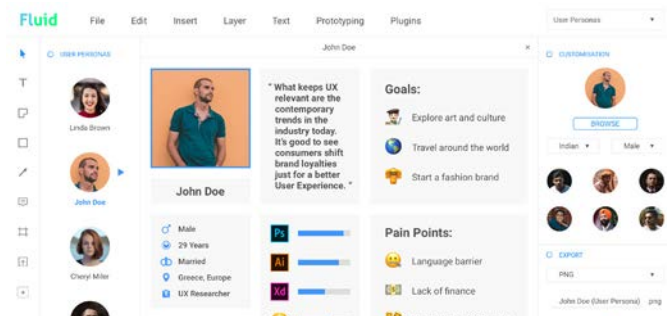 Fluid File Edit Insert Layer Text Prototyping Plugins User Personas
USER PERSONAS
Linda Brown
John Doe
Cheryl Miler
John Doe
John Doe
Male
29 Years
Married
Greece, Europe
UX Researcher
" What keeps UX
relevant are the
contemporary
trends in the
industry today.
It's good to see
consumers shift
brand loyalties
just for a better
User Experience. "
Ps
Ai
Xd
Goals:
Explore art and culture
Travel around the world
Start a fashion brand
Pain Points:
Language barrier
Lack of finance
CUSTOMISATION
BROWSE
Indian Male
EXPORT
PNG
John Doe (User Persona) .png